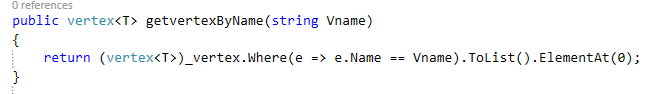 0 references
public vertex<T> getvertexByName(string Vname)
{
return (vertex<T>)_vertex.Where(e => e.Name == Vname).ToList().ElementAt(0);
}